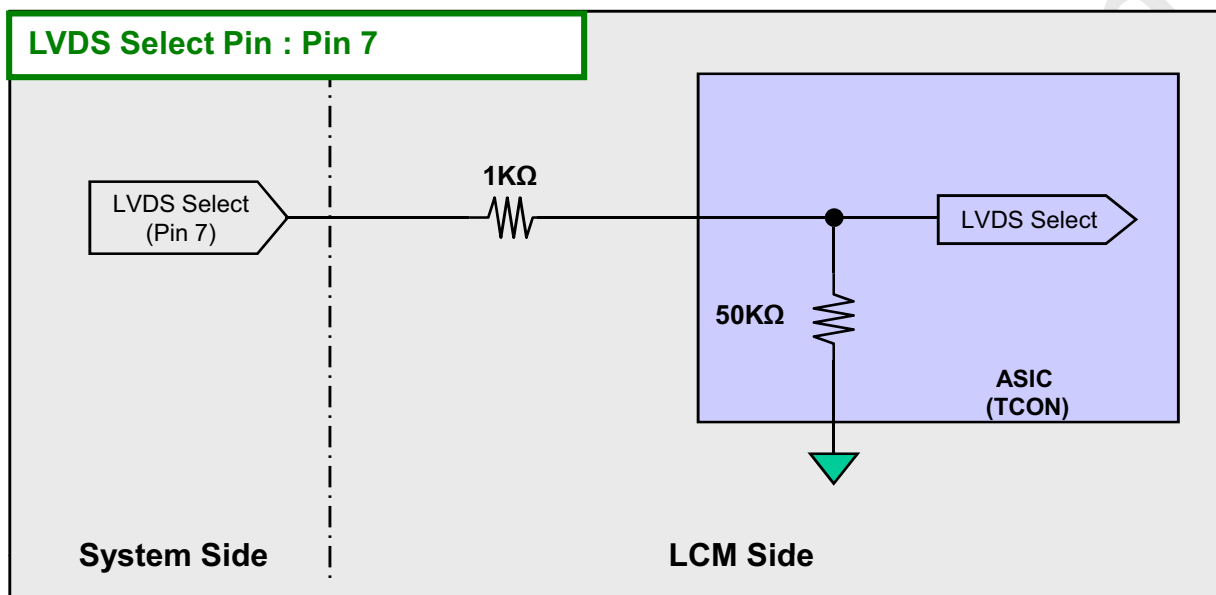 LVDS Select Pin : Pin 7
1KΩ
LVDS Select
(Pin 7)
LVDS Select
50KΩ
ASIC
(TCON)
System Side
LCM Side